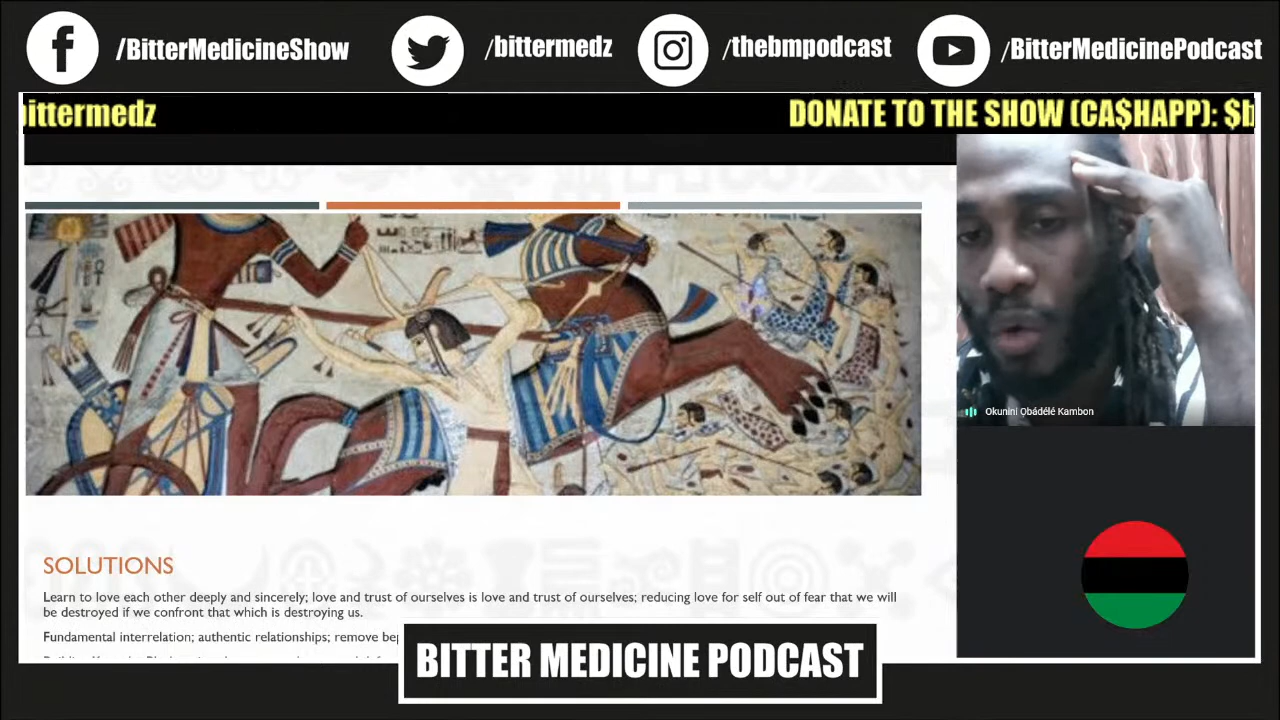 /BitterMedicineShow
/bittermedz
/thebmpodcast
/BitterMedicinePodcast
ittermedz
DONATE TO THE SHOW (CA$HAPP): $b
Okunini Ọbádélé Kambon
SOLUTIONS
Learn to love each other deeply and sincerely; love and trust of ourselves is love and trust of ourselves; reducing love for self out of fear that we will
be destroyed if we confront that which is destroying us.
Fundamental interrelation; authentic relationships; remove
BITTER MEDICINE PODCAST